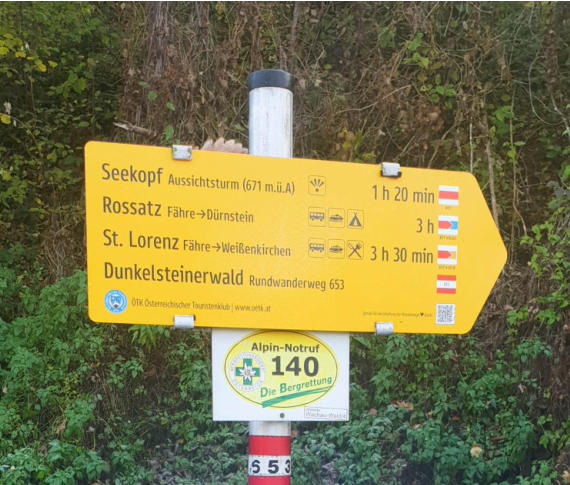 Seekopf Aussichtsturm (671 m.ü.A) 1 h 20 min
Rossatz Fähre→Dürnstein 3 h
St. Lorenz Fähre→Weißenkirchen 3 h 30 min
Dunkelsteinerwald Rundwanderweg 653
ÖTK Österreichischer Touristenklub | www.oetk.at
Alpin-Notruf
140
Die Bergrettung
653